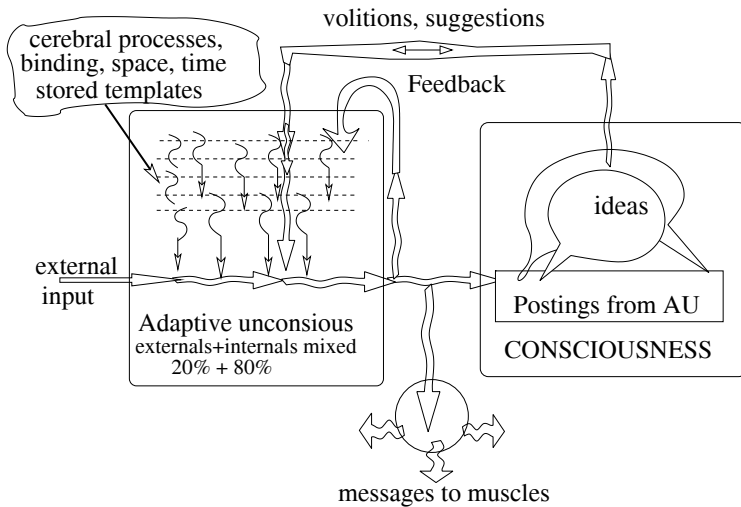 volitions, suggestions
cerebral processes,
binding, space, time
stored templates
Feedback
ideas
external
input
Postings from AU
Adaptive unconsious
externals+internals mixed
20% + 80%
CONSCIOUSNESS
messages to muscles